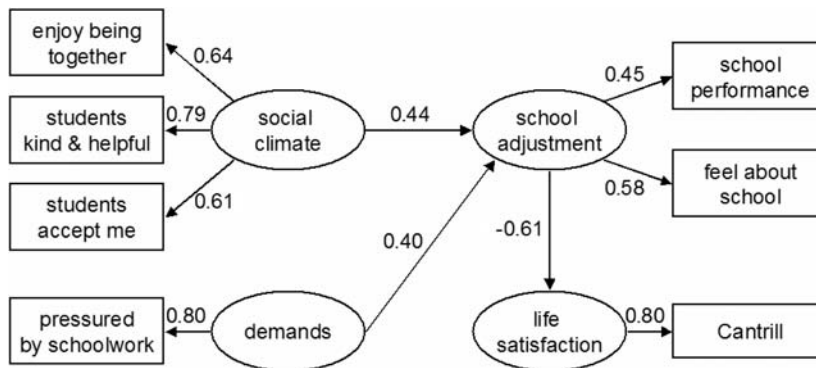 enjoy being
together
0.64
students
kind & helpful
0.79
students
accept me
0.61
social
climate
0.44
school
adjustment
0.45
school
performance
0.58
feel about
school
0.40
-0.61
pressured
by schoolwork
0.80
demands
life
satisfaction
0.80
Cantrill